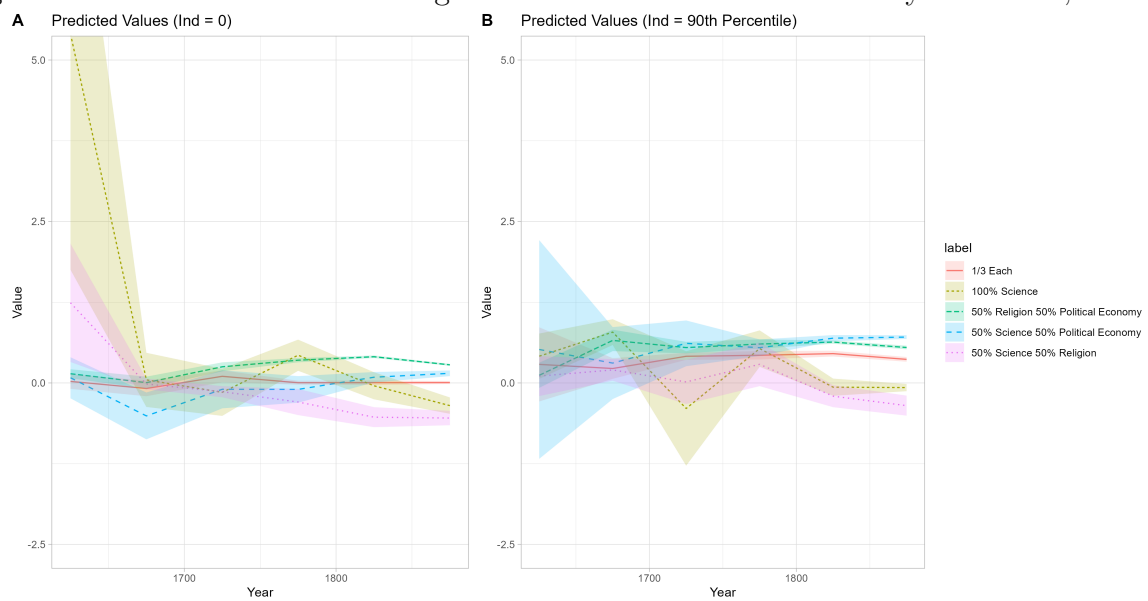 A Predicted Values (Ind = 0)
5.0
2.5
0.0
-2.5
Value
1700 1800
Year
B Predicted Values (Ind = 90th Percentile)
5.0
2.5
0.0
-2.5
Value
1700 1800
Year
label
1/3 Each
100% Science
50% Religion 50% Political Economy
50% Science 50% Political Economy
50% Science 50% Religion